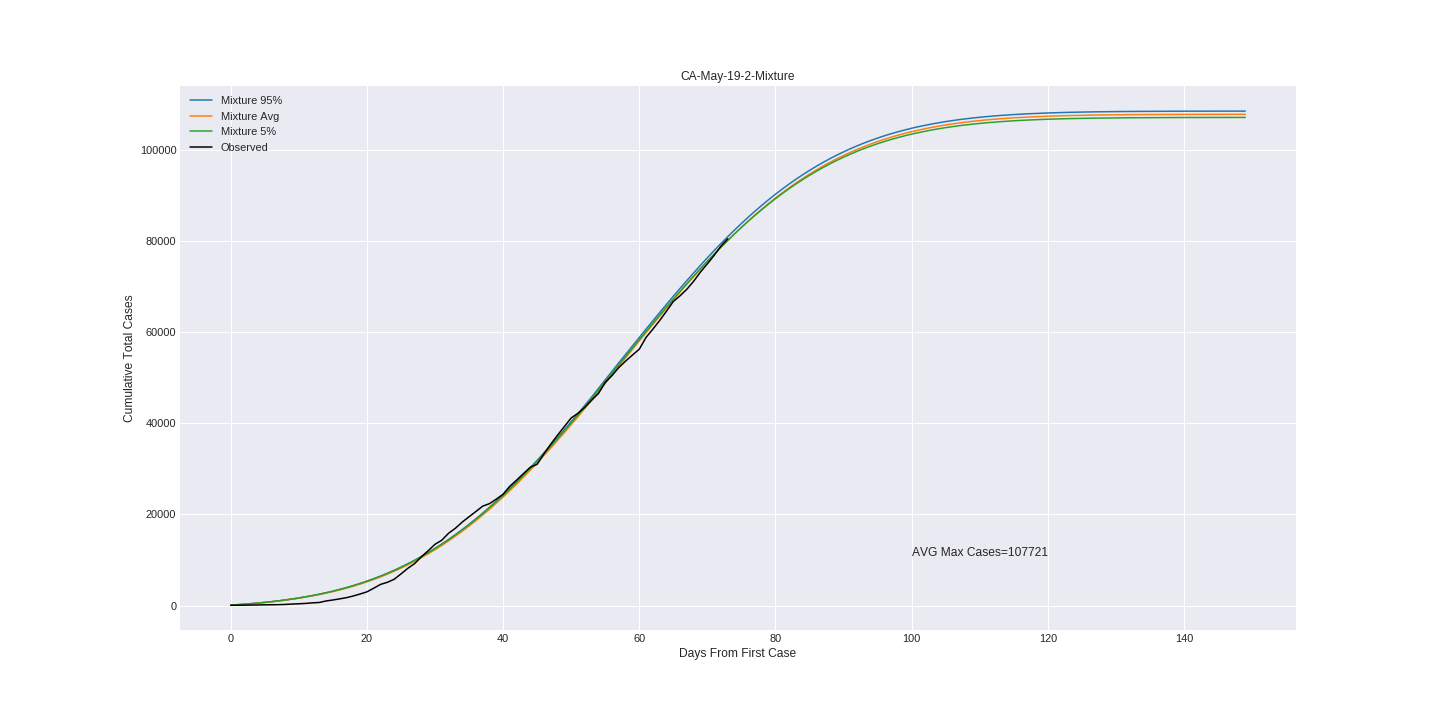 CA-May-19-2-Mixture
Mixture 95%
Mixture Avg
Mixture 5%
Observed
100000
80000
60000
40000
20000
0
Cumulative Total Cases
AVG Max Cases=107721
0 20 40 60 80 100 120 140
Days From First Case